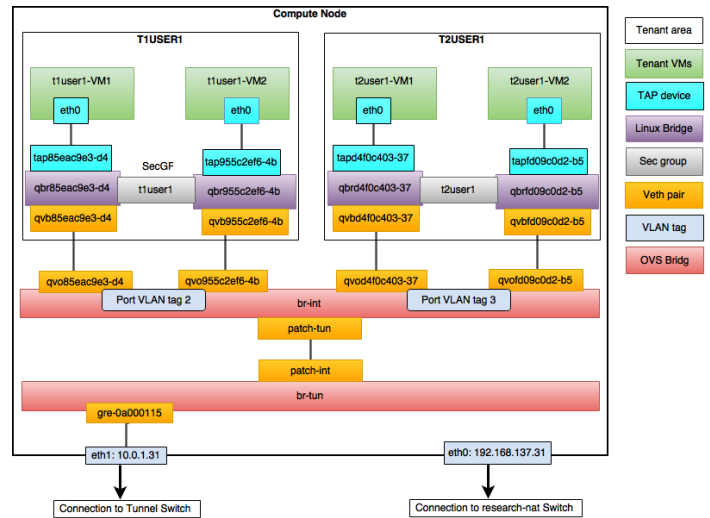 Compute Node
T1USER1
T2USER1
t1user1-VM1
t1user1-VM2
t2user1-VM1
t2user1-VM2
eth0
eth0
eth0
eth0
tap85eac9e3-d4
tap955c2ef6-4b
tapd4f0c403-37
tapfd09c0d2-b5
SecGF
qbr85eac9e3-d4
t1user1
qbr955c2ef6-4b
qbrd4f0c403-37
t2user1
qbrfd09c0d2-b5
qvb85eac9e3-d4
qvb955c2ef6-4b
qvbd4f0c403-37
qvbfd09c0d2-b5
qvo85eac9e3-d4
qvo955c2ef6-4b
qvod4f0c403-37
qvofd09c0d2-b5
Port VLAN tag 2
br-int
Port VLAN tag 3
patch-tun
patch-int
br-tun
gre-0a000115
eth1: 10.0.1.31
eth0: 192.168.137.31
Connection to Tunnel Switch
Connection to research-nat Switch
Tenant area
Tenant VMs
TAP device
Linux Bridge
Sec group
Veth pair
VLAN tag
OVS Bridg